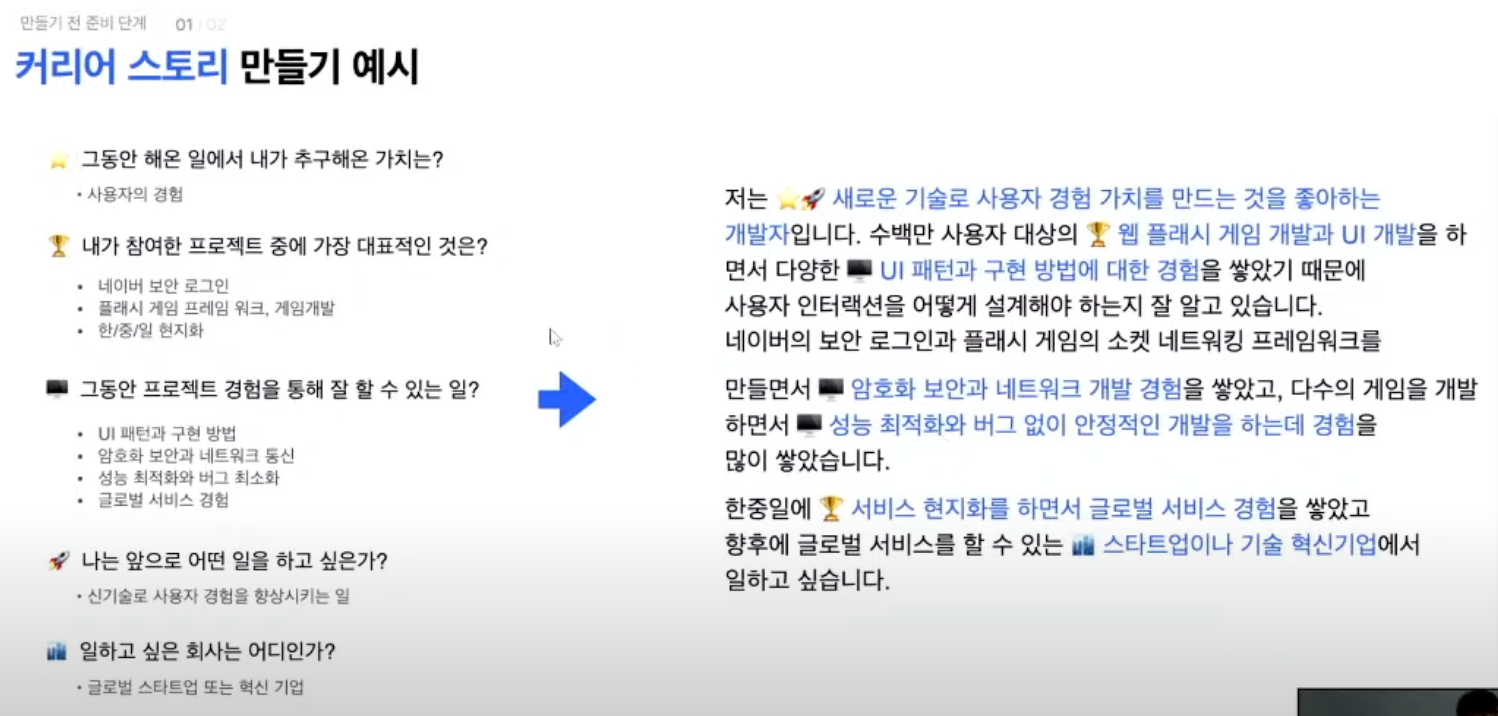 만들기 전 준비 단계 01 / 02
커리어 스토리 만들기 예시
그동안 해온 일에서 내가 추구해온 가치는?
• 사용자의 경험
내가 참여한 프로젝트 중에 가장 대표적인 것은?
• 네이버 보안 로그인
• 플래시 게임 프레임 워크, 게임개발
• 한/중/일 현지화
그동안 프로젝트 경험을 통해 잘 할 수 있는 일?
• UI 패턴과 구현 방법
• 암호화 보안과 네트워크 통신
• 성능 최적화와 버그 최소화
• 글로벌 서비스 경험
나는 앞으로 어떤 일을 하고 싶은가?
• 신기술로 사용자 경험을 향상시키는 일
일하고 싶은 회사는 어디인가?
• 글로벌 스타트업 또는 혁신 기업
저는 ⭐🚀 새로운 기술로 사용자 경험 가치를 만드는 것을 좋아하는
개발자입니다. 수백만 사용자 대상의 🏆 웹 플래시 게임 개발과 UI 개발을 하
면서 다양한 🖥️ UI 패턴과 구현 방법에 대한 경험을 쌓았기 때문에
사용자 인터랙션을 어떻게 설계해야 하는지 잘 알고 있습니다.
네이버의 보안 로그인과 플래시 게임의 소켓 네트워킹 프레임워크를
만들면서 🖥️ 암호화 보안과 네트워크 개발 경험을 쌓았고, 다수의 게임을 개발
하면서 🖥️ 성능 최적화와 버그 없이 안정적인 개발을 하는데 경험을
많이 쌓았습니다.
한중일에 🏆 서비스 현지화를 하면서 글로벌 서비스 경험을 쌓았고
향후에 글로벌 서비스를 할 수 있는 🏙️ 스타트업이나 기술 혁신기업에서
일하고 싶습니다.